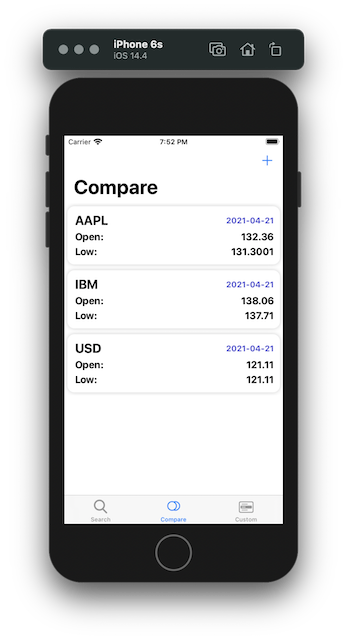 iPhone 6s
iOS 14.4
Carrier 7:52 PM
Compare
AAPL 2021-04-21
Open: 132.36
Low: 131.3001
IBM 2021-04-21
Open: 138.06
Low: 137.71
USD 2021-04-21
Open: 121.11
Low: 121.11
Search Compare Custom